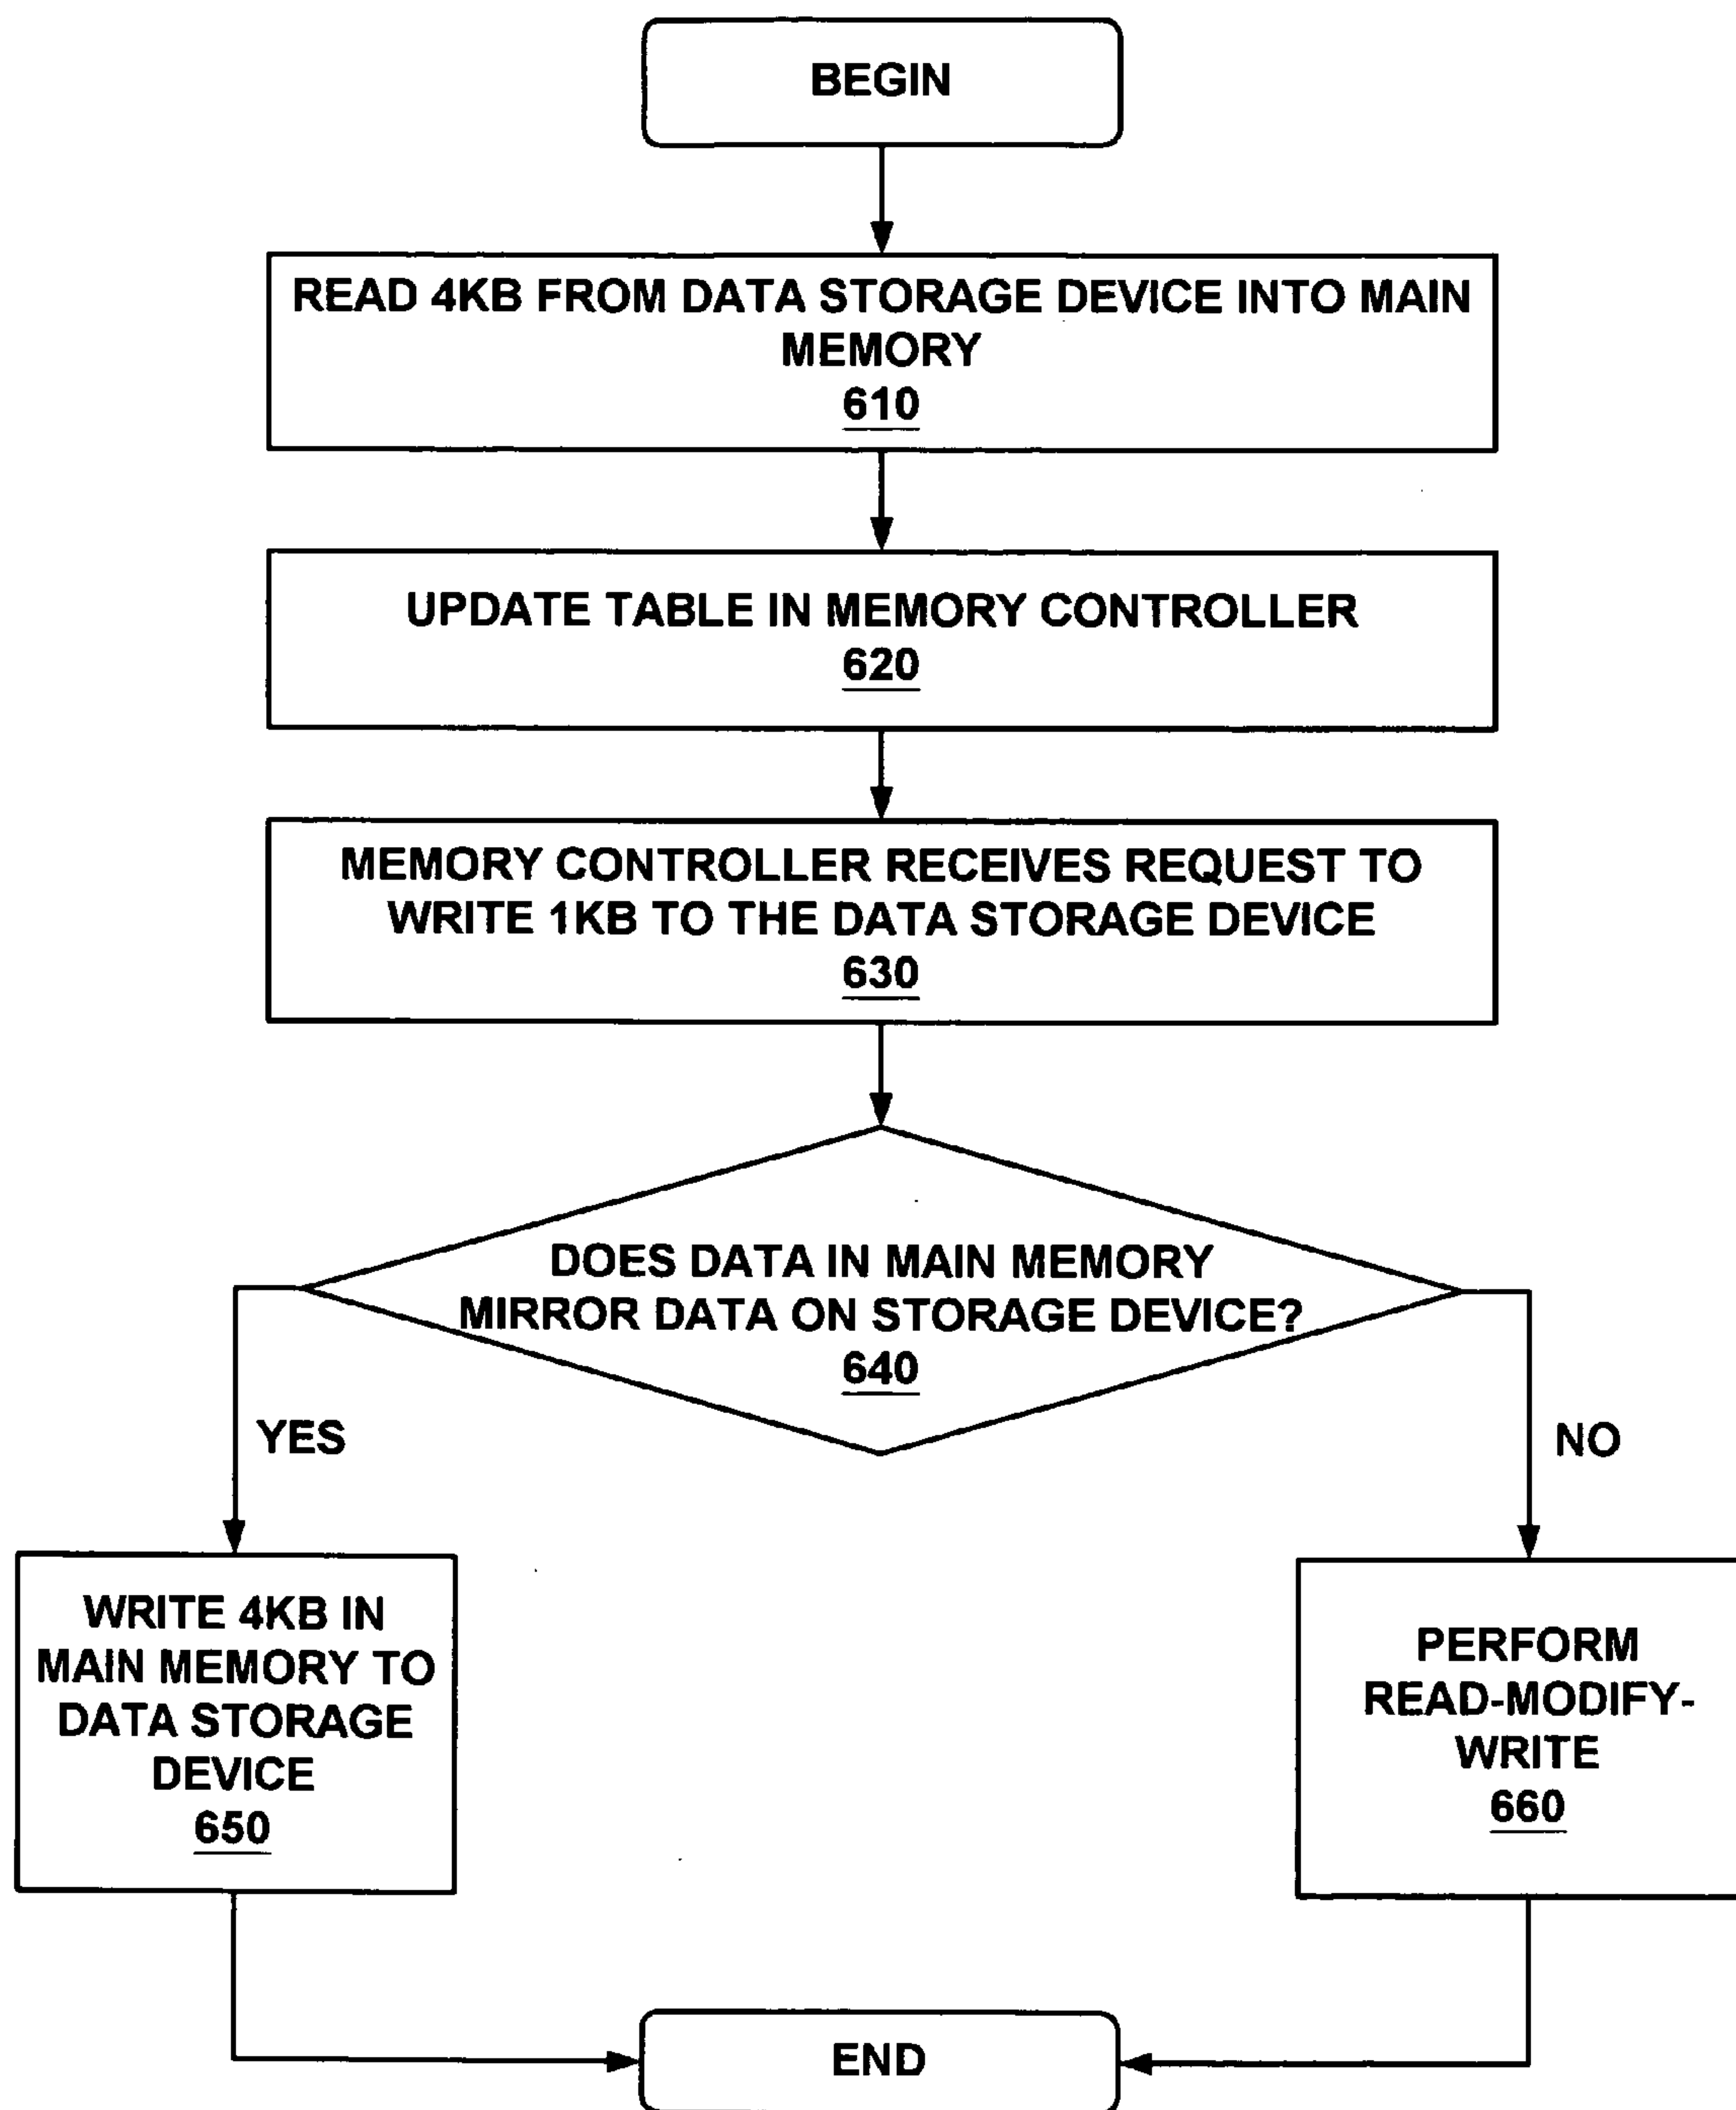 BEGIN
READ 4KB FROM DATA STORAGE DEVICE INTO MAIN
MEMORY
610
UPDATE TABLE IN MEMORY CONTROLLER
620
MEMORY CONTROLLER RECEIVES REQUEST TO
WRITE 1KB TO THE DATA STORAGE DEVICE
630
DOES DATA IN MAIN MEMORY
MIRROR DATA ON STORAGE DEVICE?
640
YES
NO
WRITE 4KB IN
MAIN MEMORY TO
DATA STORAGE
DEVICE
650
PERFORM
READ-MODIFY-
WRITE
660
END